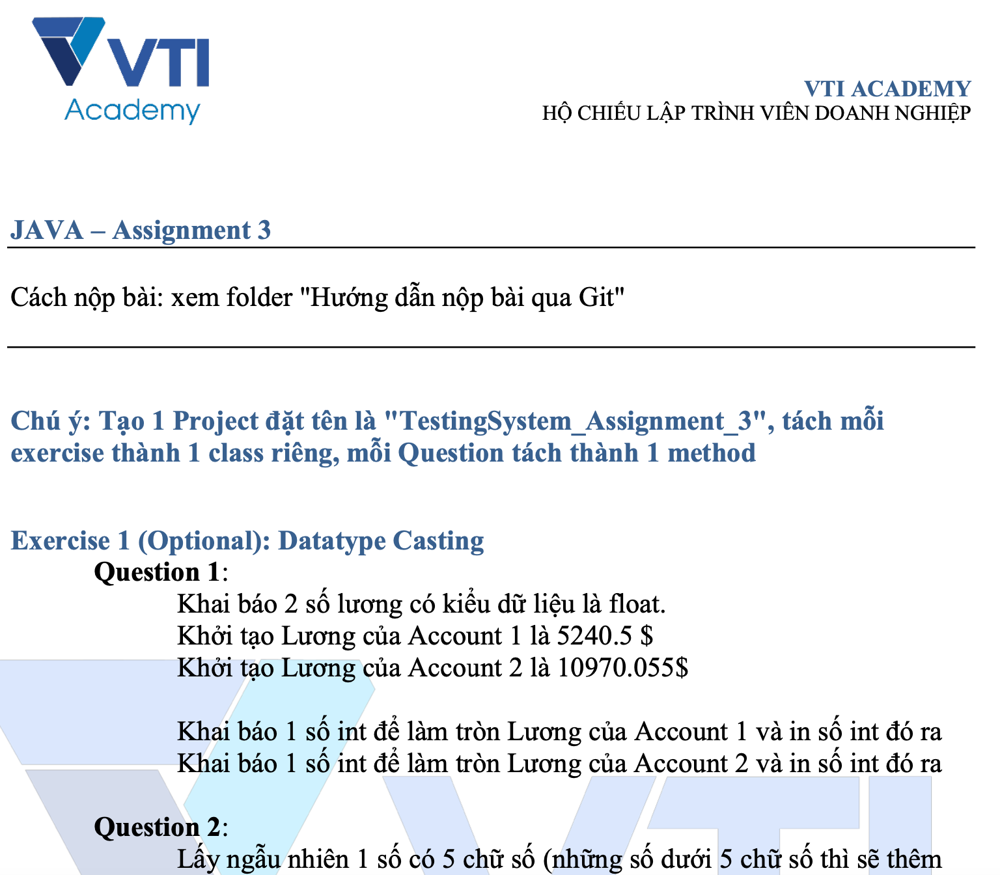 VTI
Academy
VTI ACADEMY
HỘ CHIẾU LẬP TRÌNH VIÊN DOANH NGHIỆP
JAVA – Assignment 3
Cách nộp bài: xem folder "Hướng dẫn nộp bài qua Git"
Chú ý: Tạo 1 Project đặt tên là "TestingSystem_Assignment_3", tách mỗi
exercise thành 1 class riêng, mỗi Question tách thành 1 method
Exercise 1 (Optional): Datatype Casting
Question 1:
Khai báo 2 số lương có kiểu dữ liệu là float.
Khởi tạo Lương của Account 1 là 5240.5 $
Khởi tạo Lương của Account 2 là 10970.055$
Khai báo 1 số int để làm tròn Lương của Account 1 và in số int đó ra
Khai báo 1 số int để làm tròn Lương của Account 2 và in số int đó ra
Question 2:
Lấy ngẫu nhiên 1 số có 5 chữ số (những số dưới 5 chữ số thì sẽ thêm
VTI